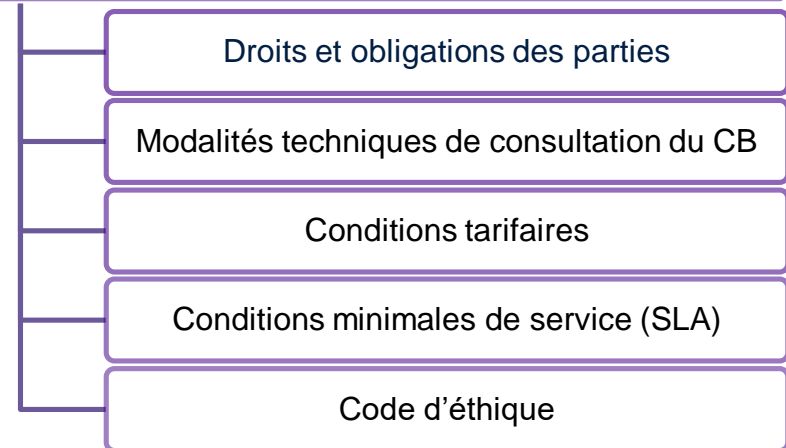 Droits et obligations des parties
Modalités techniques de consultation du CB
Conditions tarifaires
Conditions minimales de service (SLA)
Code d’éthique